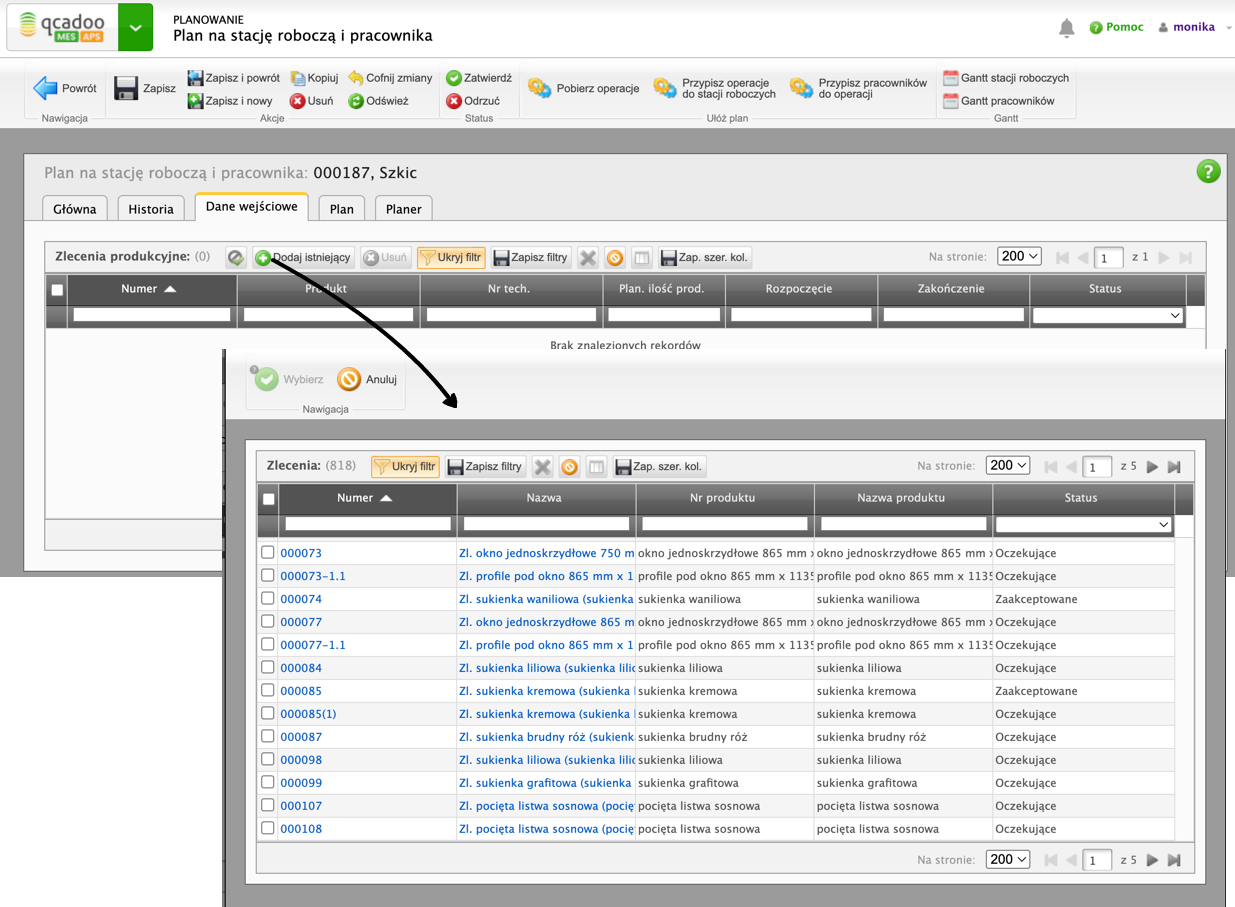 qcadoo
MES APS
PLANOWANIE
Plan na stację roboczą i pracownika
Pomoc
monika
Powrót
Nawigacja
Zapisz
Zapisz i powrót
Kopiuj
Cofnij zmiany
Zapisz i nowy
Usuń
Odśwież
Akcje
Zatwierdź
Odrzuć
Status
Pobierz operacje
Przypisz operacje
do stacji roboczych
Przypisz pracowników
do operacji
Ułóż plan
Gantt stacji roboczych
Gantt pracowników
Gantt
Plan na stację roboczą i pracownika: 000187, Szkic
?
Główna
Historia
Dane wejściowe
Plan
Planer
Zlecenia produkcyjne: (0)
Dodaj istniejący
Usuń
Ukryj filtr
Zapisz filtry
Zap. szer. kol.
Na stronie: 200
1 z 1
Numer
Produkt
Nr tech.
Plan. ilość prod.
Rozpoczęcie
Zakończenie
Status
Brak znalezionych rekordów
Wybierz
Anuluj
Nawigacja
Zlecenia: (818)
Ukryj filtr
Zapisz filtry
Zap. szer. kol.
Na stronie: 200
1 z 5
Numer
Nazwa
Nr produktu
Nazwa produktu
Status
000073 Zl. okno jednoskrzydłowe 750 m okno jednoskrzydłowe 865 mm x okno jednoskrzydłowe 865 mm x Oczekujące
000073-1.1 Zl. profile pod okno 865 mm x 1 profile pod okno 865 mm x 1135 profile pod okno 865 mm x 1135 Oczekujące
000074 Zl. sukienka waniliowa (sukienka sukienka waniliowa sukienka waniliowa Zaakceptowane
000077 Zl. okno jednoskrzydłowe 865 m okno jednoskrzydłowe 865 mm x okno jednoskrzydłowe 865 mm x Oczekujące
000077-1.1 Zl. profile pod okno 865 mm x 1 profile pod okno 865 mm x 1135 profile pod okno 865 mm x 1135 Oczekujące
000084 Zl. sukienka liliowa (sukienka lilio sukienka liliowa sukienka liliowa Oczekujące
000085 Zl. sukienka kremowa (sukienka sukienka kremowa sukienka kremowa Zaakceptowane
000085(1) Zl. sukienka kremowa (sukienka sukienka kremowa sukienka kremowa Oczekujące
000087 Zl. sukienka brudny róż (sukienk sukienka brudny róż sukienka brudny róż Oczekujące
000098 Zl. sukienka liliowa (sukienka lilio sukienka liliowa sukienka liliowa Oczekujące
000099 Zl. sukienka grafitowa (sukienka sukienka grafitowa sukienka grafitowa Oczekujące
000107 Zl. pocięta listwa sosnowa (pocię pocięta listwa sosnowa pocięta listwa sosnowa Oczekujące
000108 Zl. pocięta listwa sosnowa (pocię pocięta listwa sosnowa pocięta listwa sosnowa Oczekujące
Na stronie: 200
1 z 5